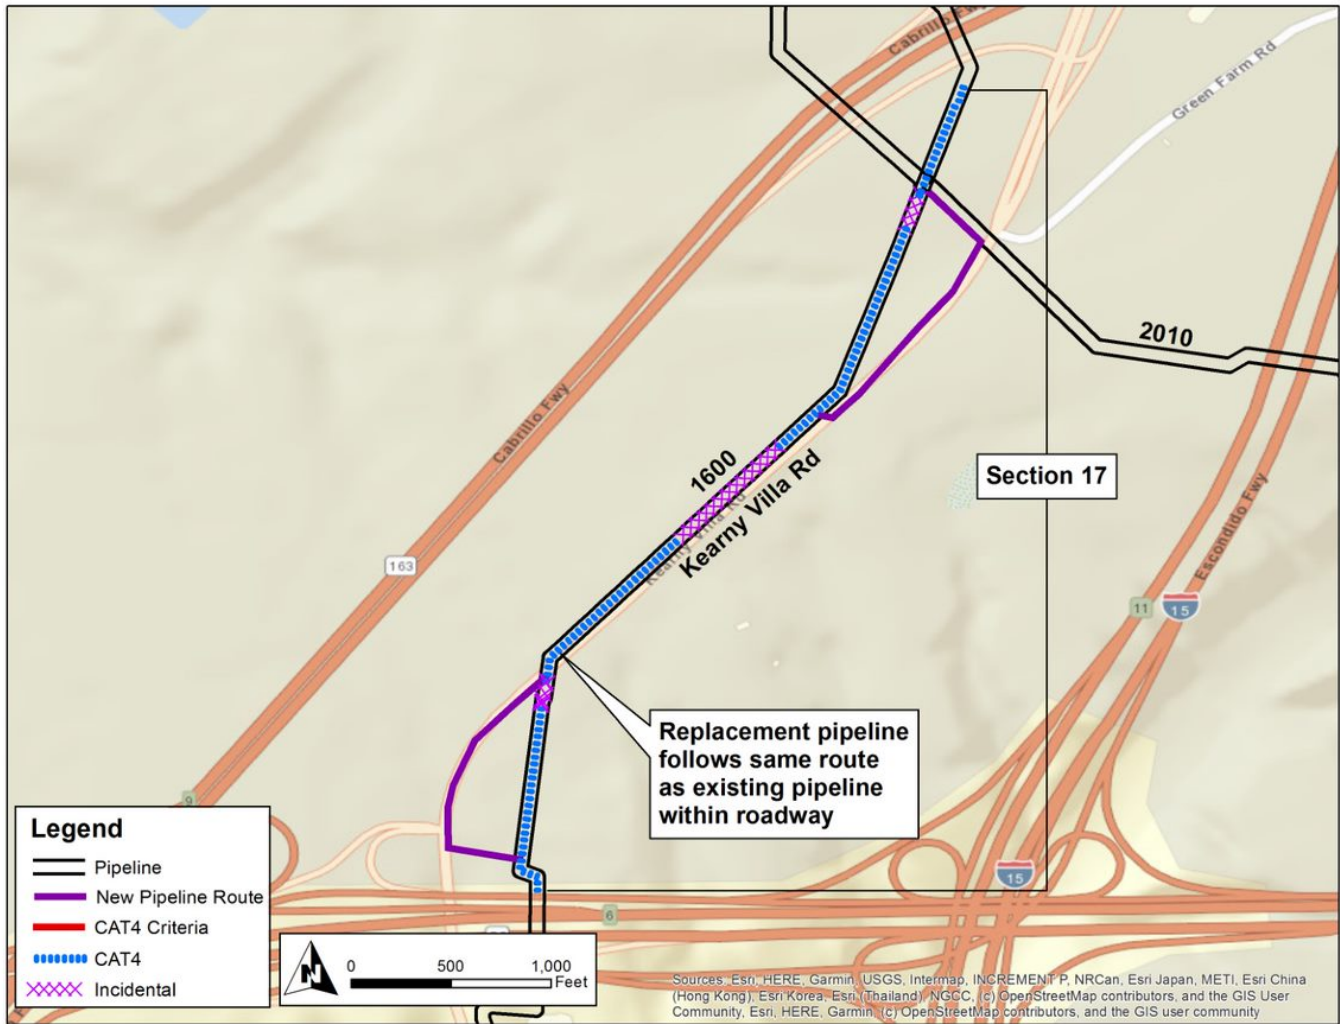 Cabrillo Fwy
Green Farm Rd
2010
Cabrillo Fwy
1600
Kearny Villa Rd
Kearny Villa Rd
Section 17
Escondido Fwy
163
11
15
Replacement pipeline
follows same route
as existing pipeline
within roadway
9
15
6
Legend
Pipeline
New Pipeline Route
CAT4 Criteria
CAT4
Incidental
N
0 500 1,000
Feet
Sources: Esri, HERE, Garmin, USGS, Intermap, INCREMENT P, NRCan, Esri Japan, METI, Esri China
(Hong Kong), Esri Korea, Esri (Thailand), NGCC, (c) OpenStreetMap contributors, and the GIS User
Community, Esri, HERE, Garmin, (c) OpenStreetMap contributors, and the GIS user community